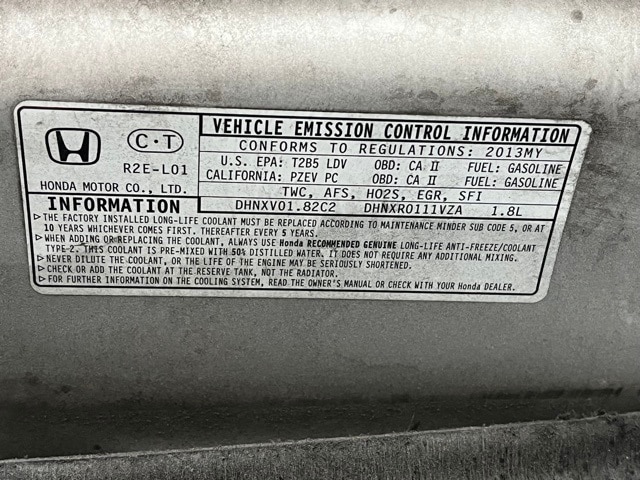 VEHICLE EMISSION CONTROL INFORMATION
C·T
CONFORMS TO REGULATIONS: 2013MY
R2E-L01
U.S. EPA: T2B5 LDV OBD: CA II FUEL: GASOLINE
HONDA MOTOR CO., LTD.
CALIFORNIA: PZEV PC OBD: CA II FUEL: GASOLINE
TWC, AFS, HO2S, EGR, SFI
INFORMATION
DHNXV01.82C2 DHNXR0111VZA 1.8L
▷THE FACTORY INSTALLED LONG-LIFE COOLANT MUST BE REPLACED ACCORDING TO MAINTENANCE MINDER SUB CODE 5, OR AT
10 YEARS WHICHEVER COMES FIRST. THEREAFTER EVERY 5 YEARS.
▷WHEN ADDING OR REPLACING THE COOLANT, ALWAYS USE Honda RECOMMENDED GENUINE LONG-LIFE ANTI-FREEZE/COOLANT
TYPE-2. THIS COOLANT IS PRE-MIXED WITH 50% DISTILLED WATER. IT DOES NOT REQUIRE ANY ADDITIONAL MIXING.
▷NEVER DILUTE THE COOLANT, OR THE LIFE OF THE ENGINE MAY BE SERIOUSLY SHORTENED.
▷CHECK OR ADD COOLANT AT THE RESERVE TANK, NOT THE RADIATOR.
▷FOR FURTHER INFORMATION ON THE COOLING SYSTEM, READ THE OWNER'S MANUAL OR CHECK WITH YOUR Honda DEALER.